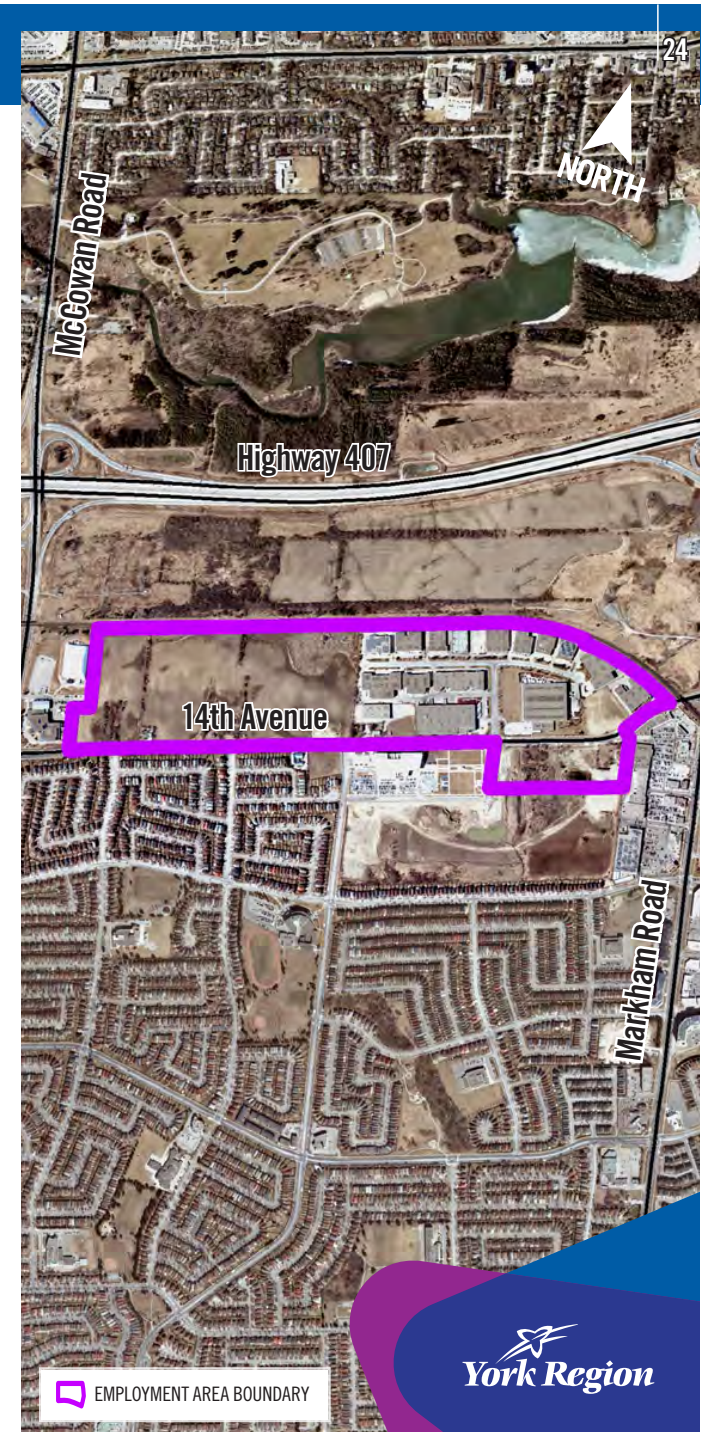 24
NORTH
McCowan Road
Highway 407
14th Avenue
Markham Road
York Region
EMPLOYMENT AREA BOUNDARY